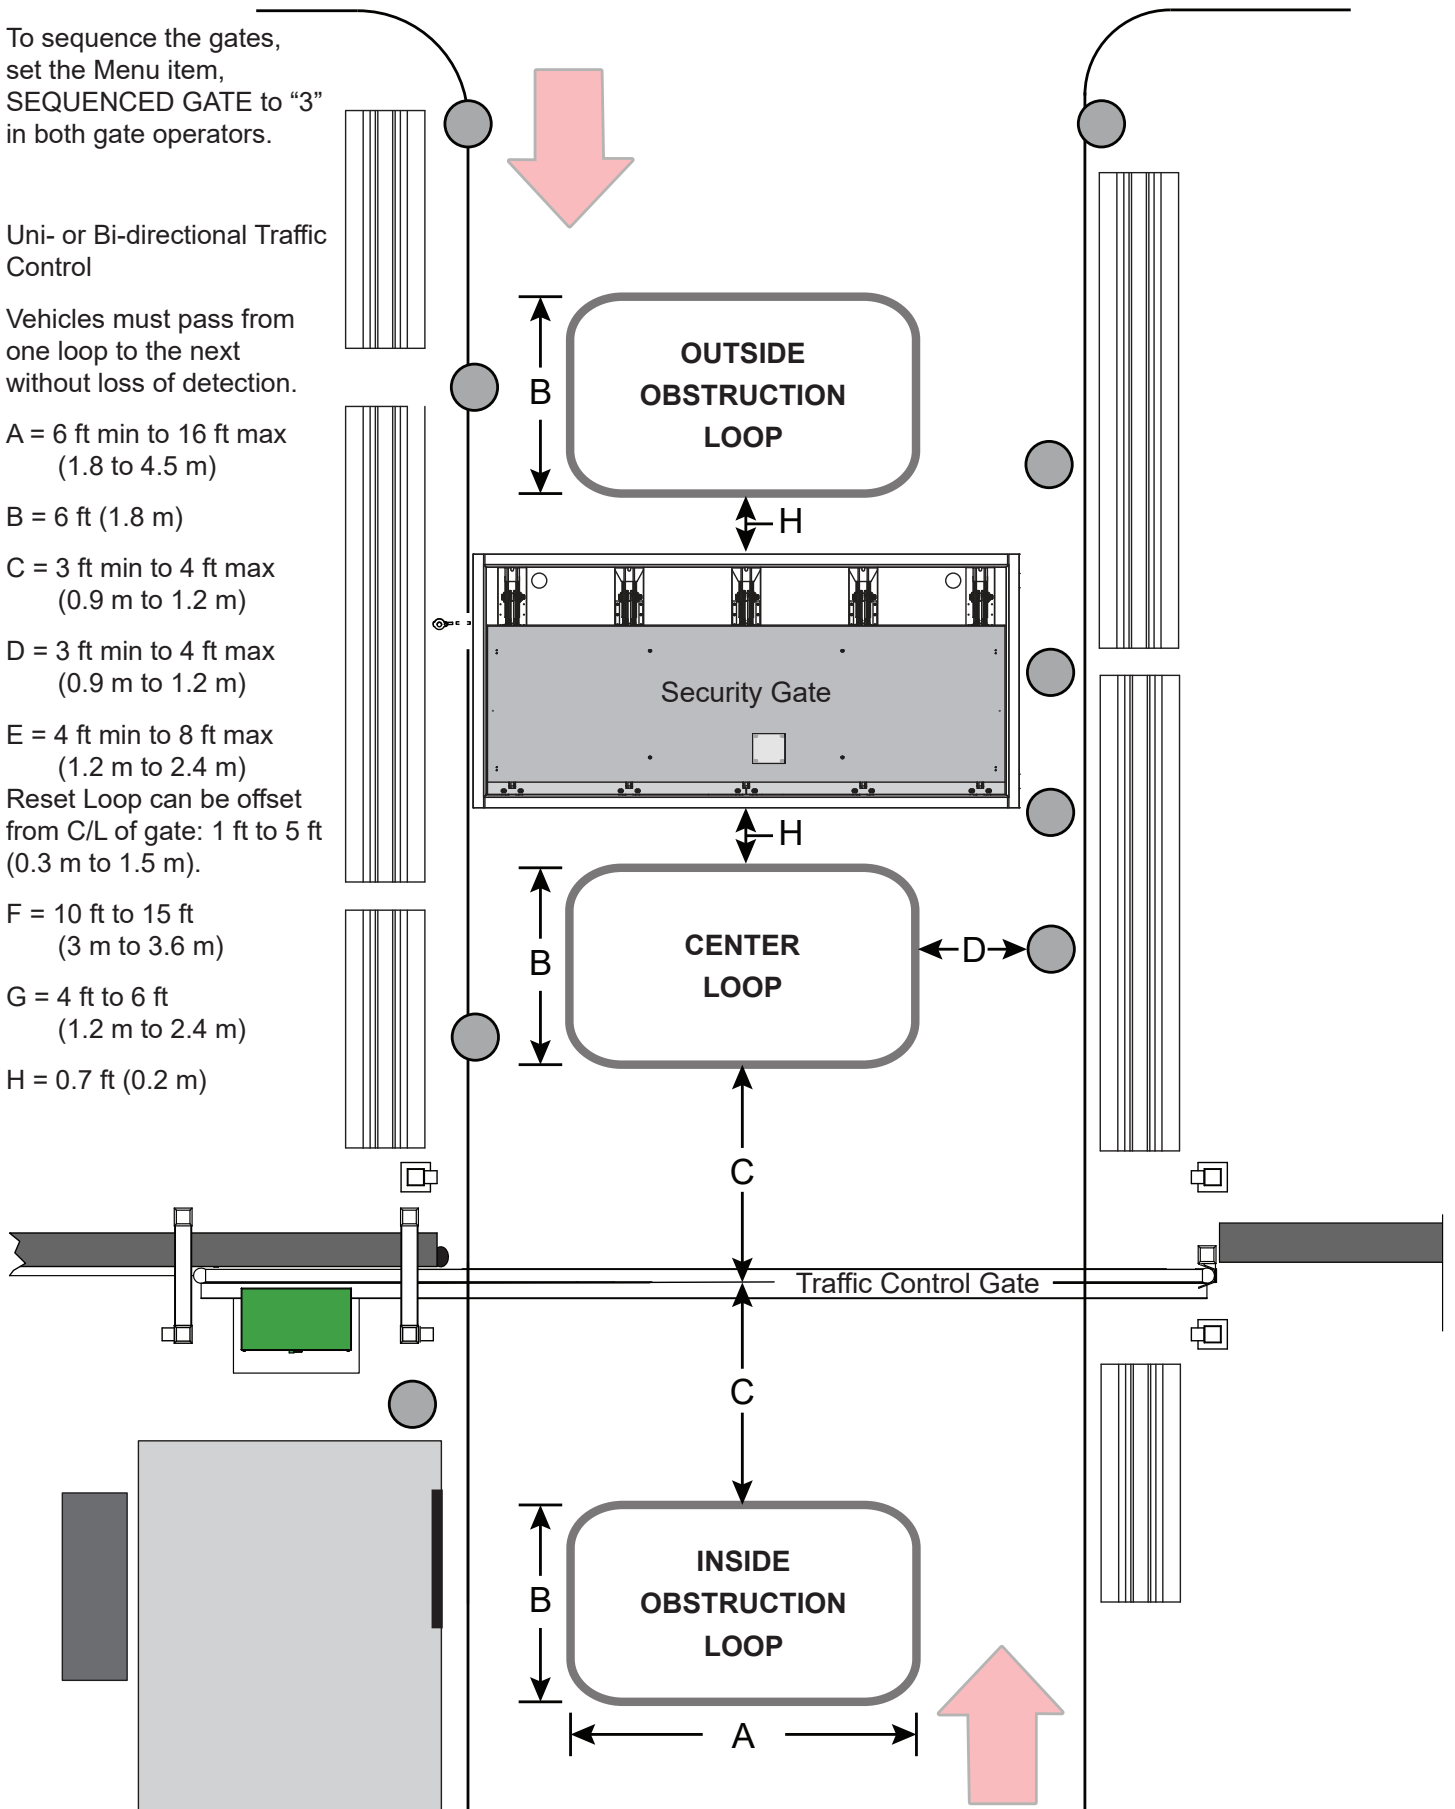 To sequence the gates,
set the Menu item,
SEQUENCED GATE to “3”
in both gate operators.
Uni- or Bi-directional Traffic
Control
Vehicles must pass from
one loop to the next
without loss of detection.
A = 6 ft min to 16 ft max
(1.8 to 4.5 m)
B = 6 ft (1.8 m)
C = 3 ft min to 4 ft max
(0.9 m to 1.2 m)
D = 3 ft min to 4 ft max
(0.9 m to 1.2 m)
E = 4 ft min to 8 ft max
(1.2 m to 2.4 m)
Reset Loop can be offset
from C/L of gate: 1 ft to 5 ft
(0.3 m to 1.5 m).
F = 10 ft to 15 ft
(3 m to 3.6 m)
G = 4 ft to 6 ft
(1.2 m to 2.4 m)
H = 0.7 ft (0.2 m)
OUTSIDE
OBSTRUCTION
LOOP
B
H
Security Gate
H
CENTER
LOOP
B
D
C
Traffic Control Gate
C
INSIDE
OBSTRUCTION
LOOP
B
A